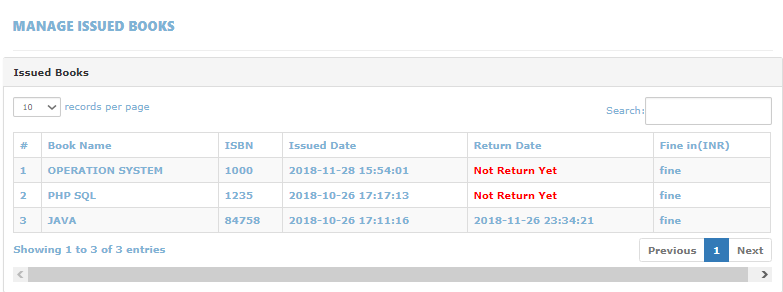 MANAGE ISSUED BOOKS
Issued Books
10 records per page Search:
# Book Name ISBN Issued Date Return Date Fine in(INR)
1 OPERATION SYSTEM 1000 2018-11-28 15:54:01 Not Return Yet fine
2 PHP SQL 1235 2018-10-26 17:17:13 Not Return Yet fine
3 JAVA 84758 2018-10-26 17:11:16 2018-11-26 23:34:21 fine
Showing 1 to 3 of 3 entries Previous 1 Next